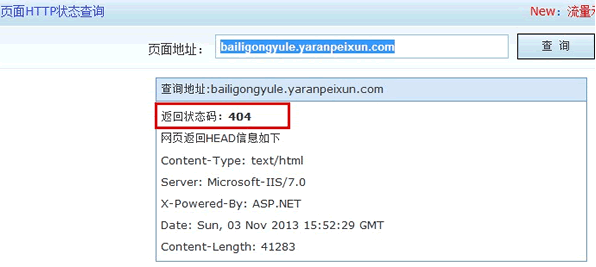 页面HTTP状态查询 New：流量
页面地址： bailigongyule.yaranpeixun.com 查 询
查询地址:bailigongyule.yaranpeixun.com
返回状态码：404
网页返回HEAD信息如下
Content-Type: text/html
Server: Microsoft-IIS/7.0
X-Powered-By: ASP.NET
Date: Sun, 03 Nov 2013 15:52:29 GMT
Content-Length: 41283